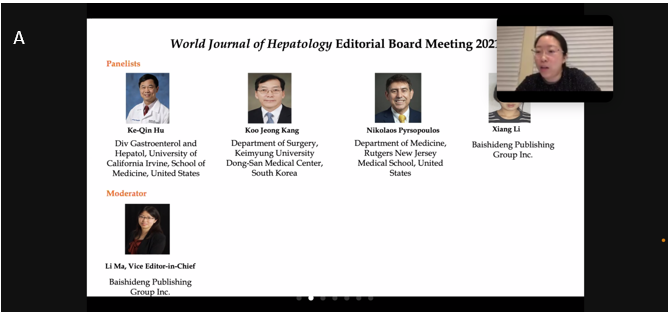 A
World Journal of Hepatology Editorial Board Meeting 2021
Panelists
Ke-Qin Hu
Div Gastroenterol and
Hepatol, University of
California Irvine, School of
Medicine, United States
Koo Jeong Kang
Department of Surgery,
Keimyung University
Dong-San Medical Center,
South Korea
Nikolaos Pyrsopoulos
Department of Medicine,
Rutgers New Jersey
Medical School, United
States
Xiang Li
Baishideng Publishing
Group Inc.
Moderator
Li Ma, Vice Editor-in-Chief
Baishideng Publishing
Group Inc.